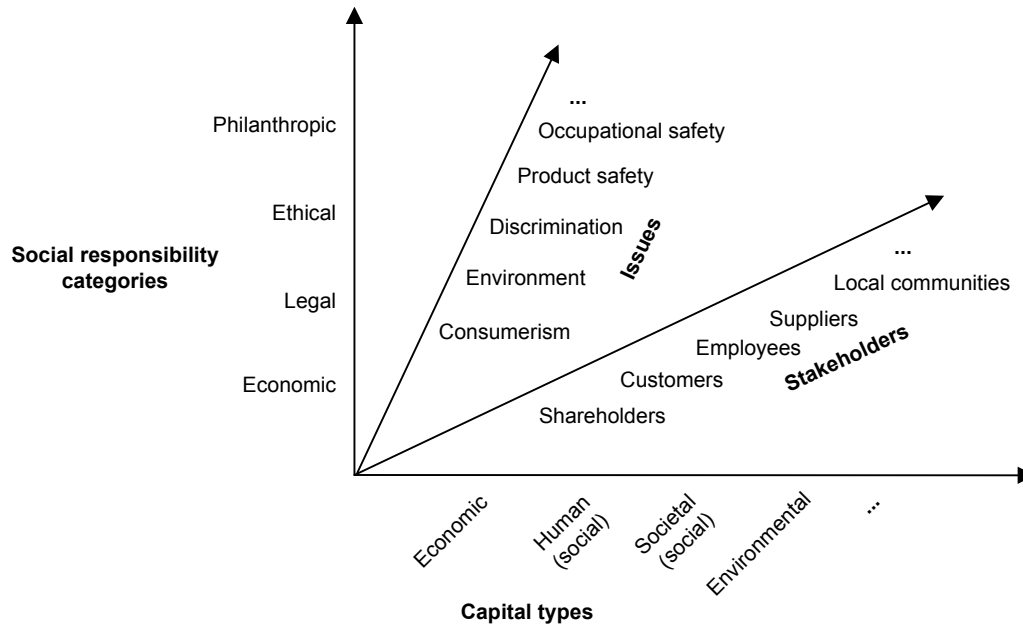 ...
Philanthropic
Occupational safety
Product safety
Ethical
Discrimination
Issues
Social responsibility
categories
...
Environment
Local communities
Legal
Suppliers
Consumerism
Employees
Stakeholders
Economic
Customers
Shareholders
Economic
Human
(social)
Societal
(social)
Environmental
...
Capital types